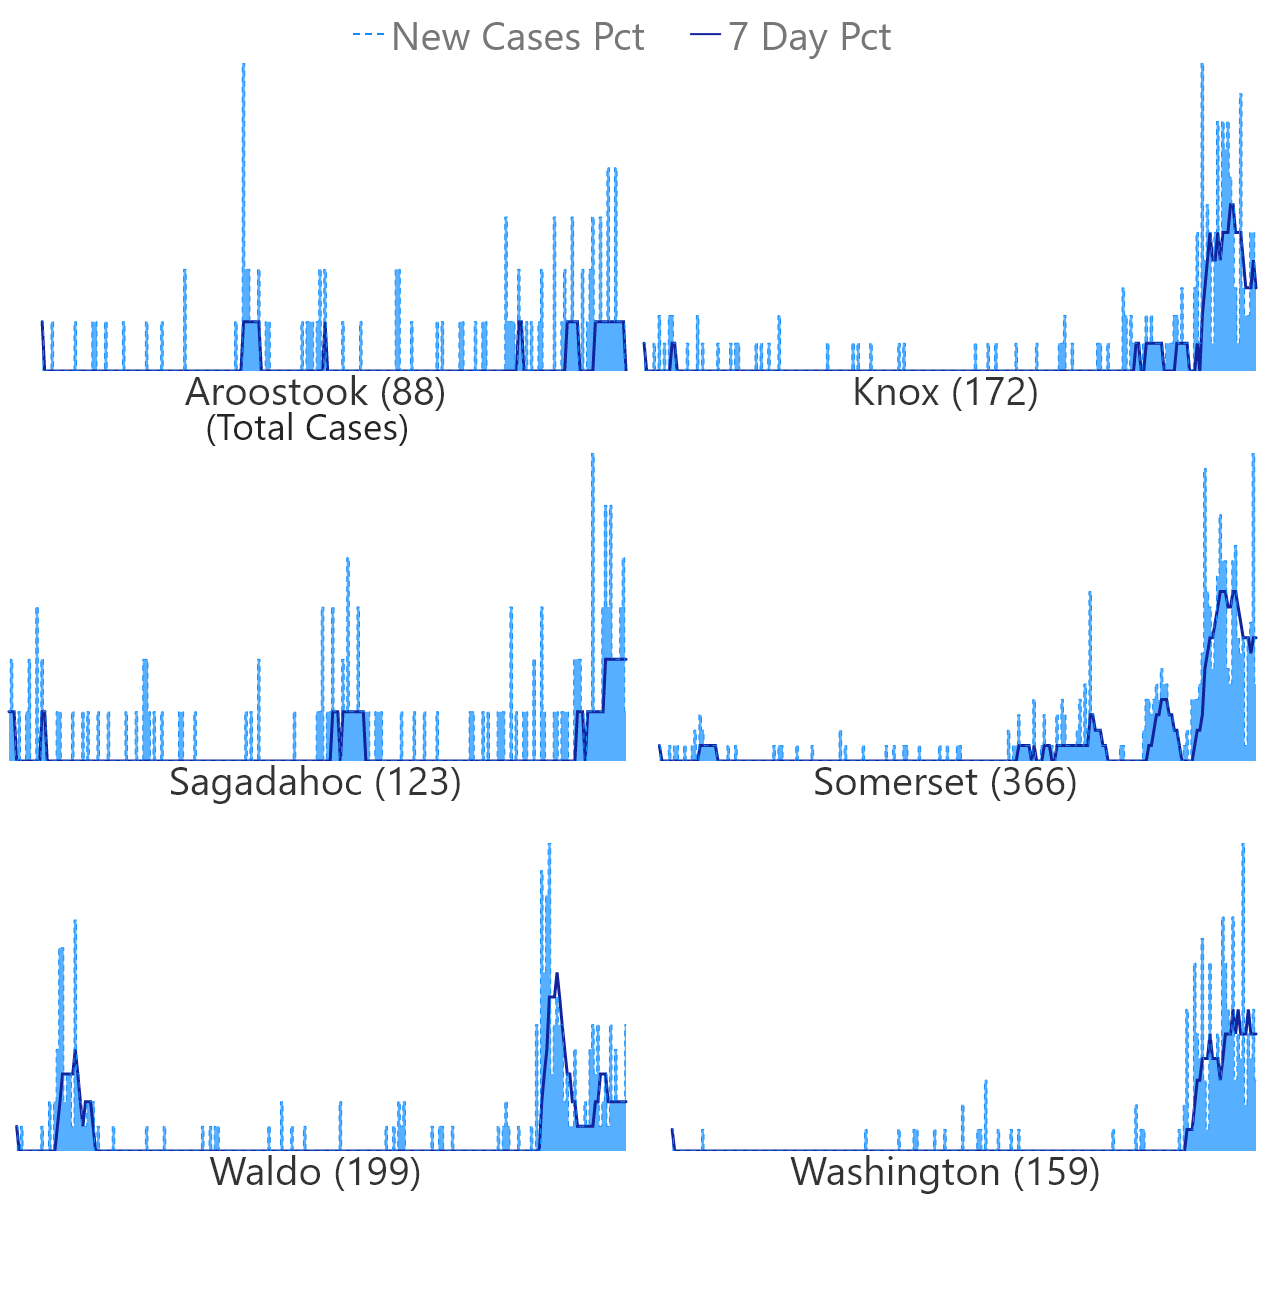 New Cases Pct 7 Day Pct
Aroostook (88) Knox (172)
(Total Cases)
Sagadahoc (123) Somerset (366)
Waldo (199) Washington (159)